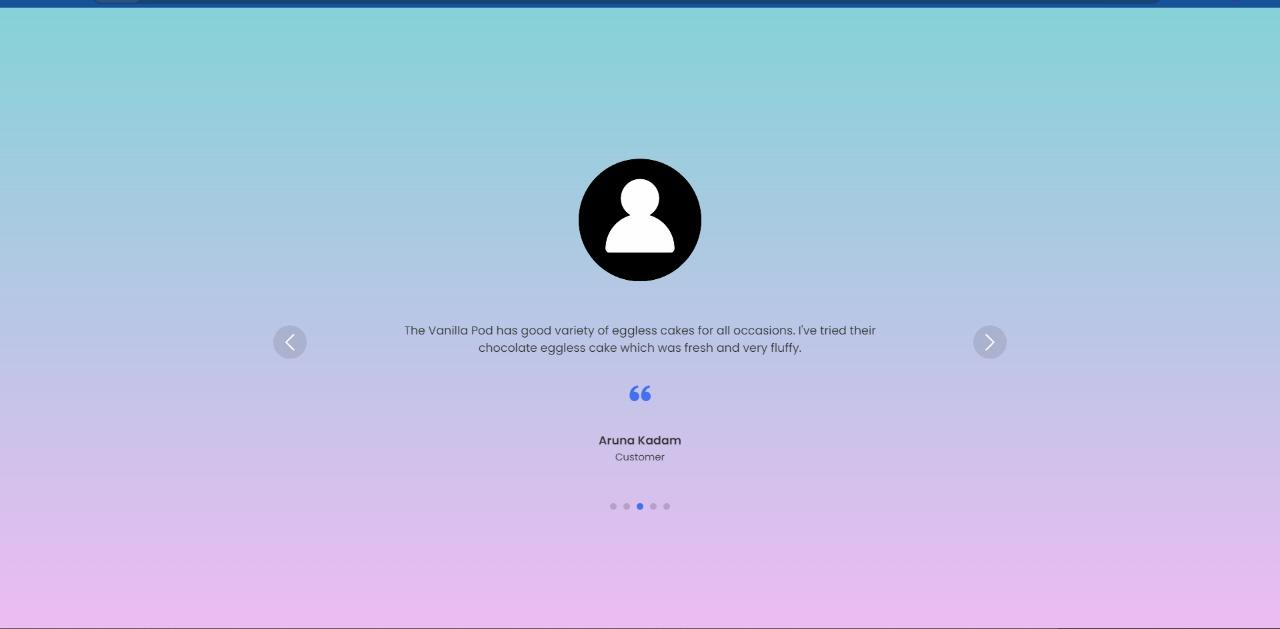 The Vanilla Pod has good variety of eggless cakes for all occasions. I've tried their
chocolate eggless cake which was fresh and very fluffy.
“
Aruna Kadam
Customer